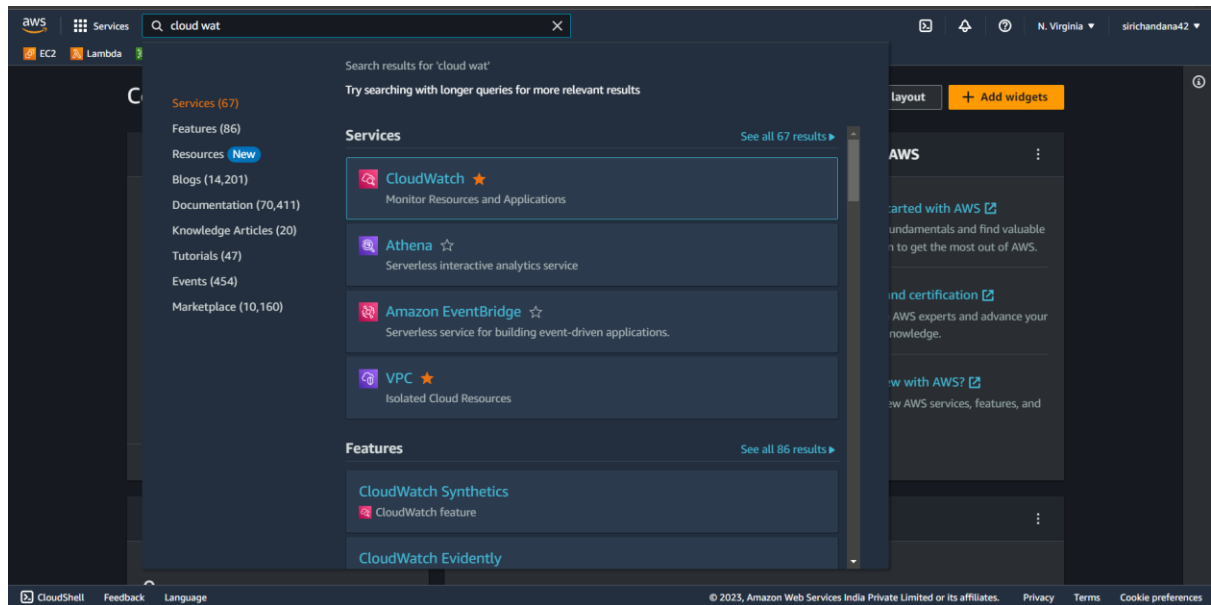 aws
Services
cloud wat
N. Virginia
sirichandana42
EC2
Lambda
Search results for 'cloud wat'
Try searching with longer queries for more relevant results
Services (67)
Features (86)
Resources New
Blogs (14,201)
Documentation (70,411)
Knowledge Articles (20)
Tutorials (47)
Events (454)
Marketplace (10,160)
Services
See all 67 results
CloudWatch
Monitor Resources and Applications
Athena
Serverless interactive analytics service
Amazon EventBridge
Serverless service for building event-driven applications.
VPC
Isolated Cloud Resources
Features
See all 86 results
CloudWatch Synthetics
CloudWatch feature
CloudWatch Evidently
layout
+ Add widgets
AWS
arted with AWS
undamentals and find valuable
n to get the most out of AWS.
nd certification
AWS experts and advance your
nowledge.
w with AWS?
ew AWS services, features, and
CloudShell
Feedback
Language
© 2023, Amazon Web Services India Private Limited or its affiliates.
Privacy
Terms
Cookie preferences